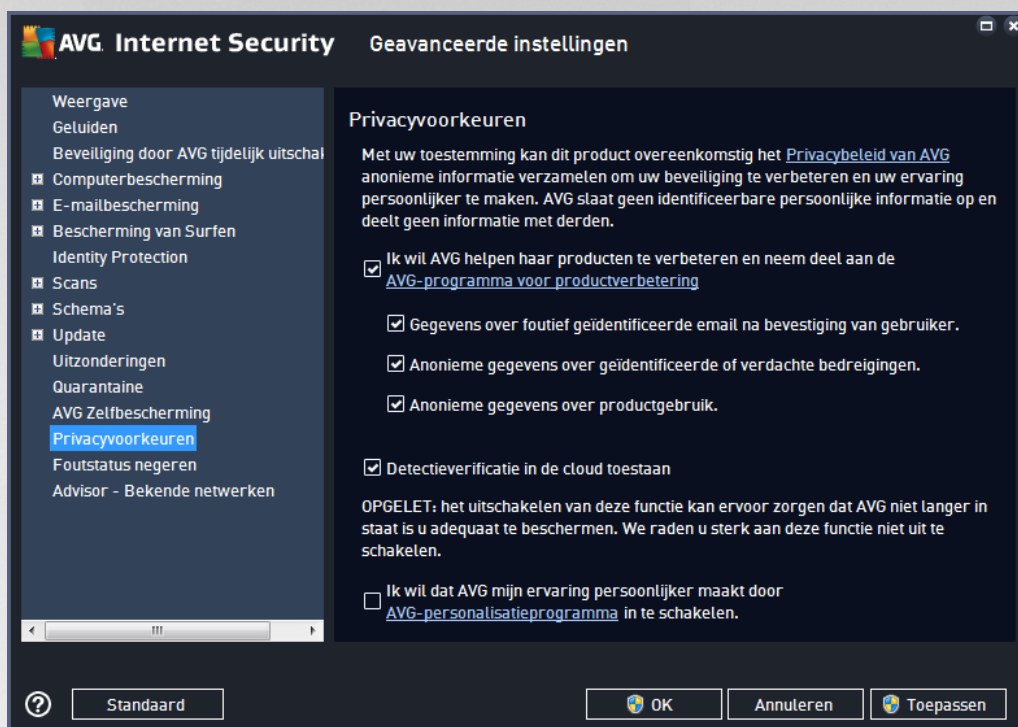 AVG. Internet Security
Geavanceerde instellingen
Weergave
Geluiden
Beveiliging door AVG tijdelijk uitschak
Computerbescherming
E-mailbescherming
Bescherming van Surfen
Identity Protection
Scans
Schema's
Update
Uitzonderingen
Quarantaine
AVG Zelfbescherming
Privacyvoorkeuren
Foutstatus negeren
Advisor - Bekende netwerken
Privacyvoorkeuren
Met uw toestemming kan dit product overeenkomstig het Privacybeleid van AVG
anonieme informatie verzamelen om uw beveiliging te verbeteren en uw ervaring
persoonlijker te maken. AVG slaat geen identificeerbare persoonlijke informatie op en
deelt geen informatie met derden.
Ik wil AVG helpen haar producten te verbeteren en neem deel aan de
AVG-programma voor productverbetering
Gegevens over foutief geïdentificeerde email na bevestiging van gebruiker.
Anonieme gegevens over geïdentificeerde of verdachte bedreigingen.
Anonieme gegevens over productgebruik.
Detectieverificatie in de cloud toestaan
OPGELET: het uitschakelen van deze functie kan ervoor zorgen dat AVG niet langer in
staat is u adequaat te beschermen. We raden u sterk aan deze functie niet uit te
schakelen.
Ik wil dat AVG mijn ervaring persoonlijker maakt door
AVG-personalisatieprogramma in te schakelen.
? Standaard
OK
Annuleren
Toepassen